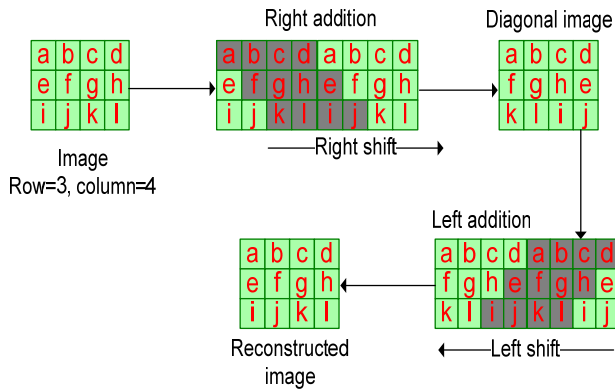 Right addition
Diagonal image
a b c d
e f g h
i j k l
a b c d a b c d
e f g h e f g h
i j k l i j k l
a b c d
f g h e
k l i j
Image
Row=3, column=4
Right shift
Left addition
a b c d
e f g h
i j k l
a b c d a b c d
f g h e f g h e
k l i j k l i j
Reconstructed
image
Left shift